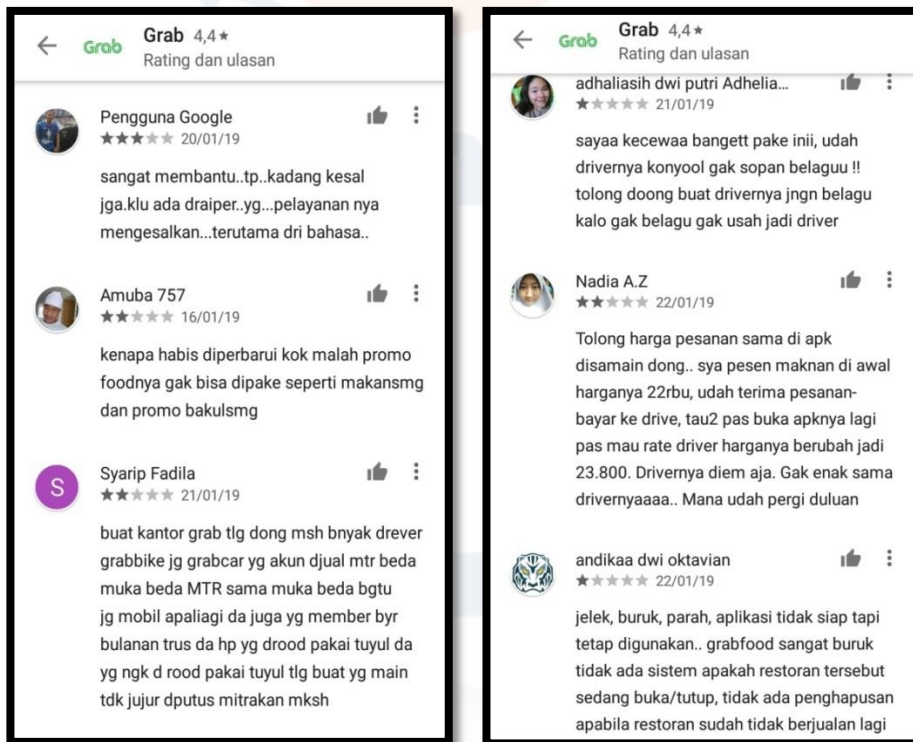 Grab
Grab 4,4★
Rating dan ulasan
Pengguna Google
★★★★★ 20/01/19
sangat membantu..tp..kadang kesal
jga.klu ada draiper..yg...pelayanan nya
mengesalkan...terutama dri bahasa..
Amuba 757
★★★★★ 16/01/19
kenapa habis diperbarui kok malah promo
foodnya gak bisa dipake seperti makansmg
dan promo bakulsmg
S
Syarip Fadila
★★★★★ 21/01/19
buat kantor grab tlg dong msh bnyak drever
grabbike jg grabcar yg akun djual mtr beda
muka beda MTR sama muka beda bgtu
jg mobil apaliagi da juga yg member byr
bulanan trus da hp yg drood pakai tuyul da
yg ngk d rood pakai tuyul tlg buat yg main
tdk jujur dputus mitrakan mksh
Grab
Grab 4,4★
Rating dan ulasan
adhaliasih dwi putri Adhelia...
★★★★★ 21/01/19
sayaa kecewaa bangett pake inii, udah
drivernya konyool gak sopan belaguu !!
tolong doong buat drivernya jngn belagu
kalo gak belagu gak usah jadi driver
Nadia A.Z
★★★★★ 22/01/19
Tolong harga pesanan sama di apk
disamain dong.. sya pesen maknan di awal
harganya 22rbu, udah terima pesanan-
bayar ke drive, tau2 pas buka apknya lagi
pas mau rate driver harganya berubah jadi
23.800. Drivernya diem aja. Gak enak sama
drivernyaaaa.. Mana udah pergi duluan
andikaa dwi oktavian
★★★★★ 22/01/19
jelek, buruk, parah, aplikasi tidak siap tapi
tetap digunakan.. grabfood sangat buruk
tidak ada sistem apakah restoran tersebut
sedang buka/tutup, tidak ada penghapusan
apabila restoran sudah tidak berjualan lagi